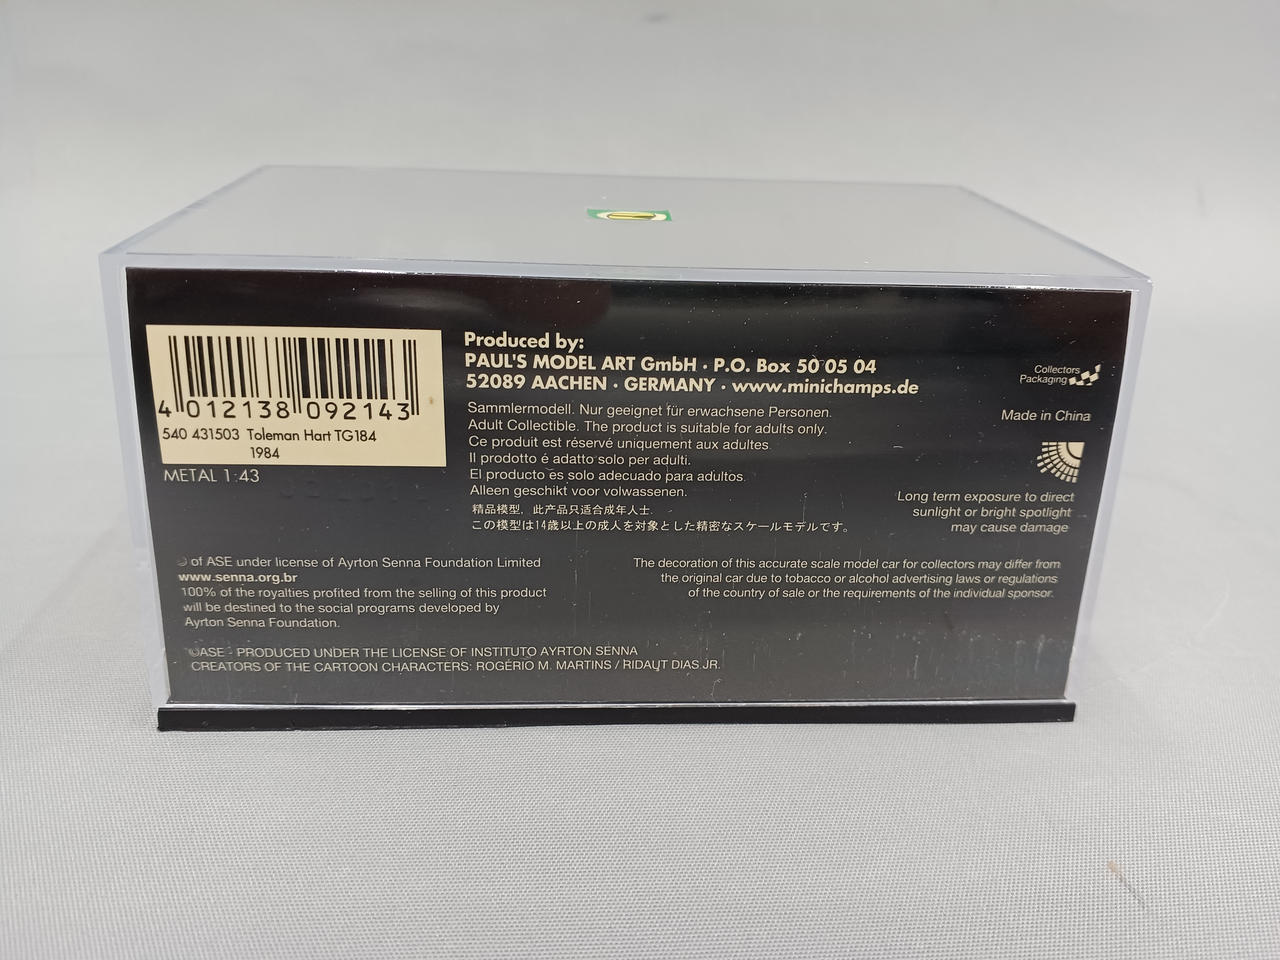 4 012138 092143
540 431503 Toleman Hart TG184
1984
METAL 1:43
Produced by:
PAUL'S MODEL ART GmbH · P.O. Box 50 05 04
52089 AACHEN · GERMANY · www.minichamps.de
Sammlermodell. Nur geeignet für erwachsene Personen.
Adult Collectible. The product is suitable for adults only.
Ce produit est réservé uniquement aux adultes.
Il prodotto é adatto solo per adulti.
El producto es solo adecuado para adultos.
Alleen geschikt voor volwassenen.
精品模型，此产品只适合成年人士.
この模型は14歳以上の成人を対象とした精密なスケールモデルです。
Collectors
Packaging
Made in China
Long term exposure to direct
sunlight or bright spotlight
may cause damage
© of ASE under license of Ayrton Senna Foundation Limited
www.senna.org.br
100% of the royalties profited from the selling of this product
will be destined to the social programs developed by
Ayrton Senna Foundation.
The decoration of this accurate scale model car for collectors may differ from
the original car due to tobacco or alcohol advertising laws or regulations
of the country of sale or the requirements of the individual sponsor.
©ASE - PRODUCED UNDER THE LICENSE OF INSTITUTO AYRTON SENNA
CREATORS OF THE CARTOON CHARACTERS: ROGÉRIO M. MARTINS / RIDAUT DIAS JR.